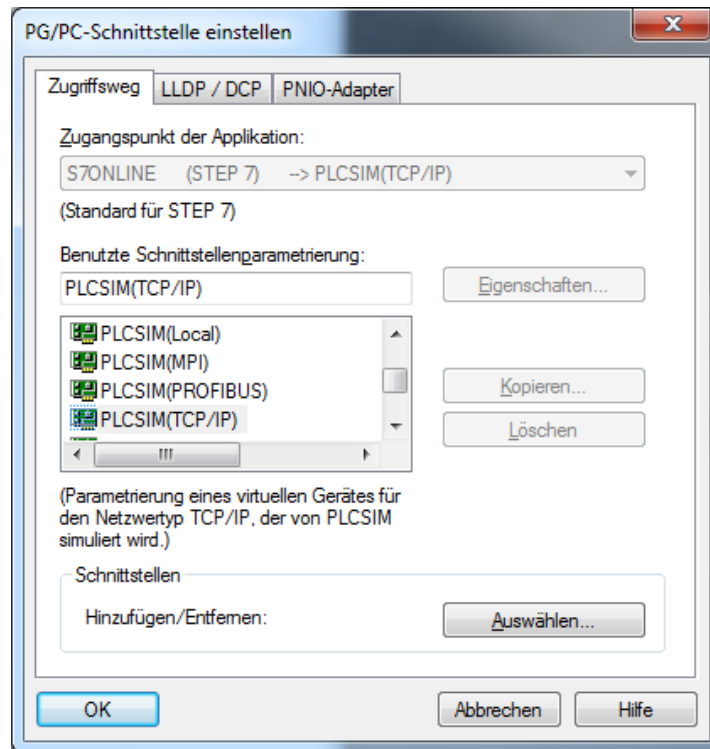 PG/PC-Schnittstelle einstellen
Zugriffsweg LLDP / DCP PNIO-Adapter
Zugangspunkt der Applikation:
S7ONLINE (STEP 7) --> PLCSIM(TCP/IP)
(Standard für STEP 7)
Benutzte Schnittstellenparametrierung:
PLCSIM(TCP/IP)
Eigenschaften...
PLCSIM(Local)
PLCSIM(MPI)
PLCSIM(PROFIBUS)
PLCSIM(TCP/IP)
Kopieren...
Löschen
(Parametrierung eines virtuellen Gerätes für
den Netzwertyp TCP/IP, der von PLCSIM
simuliert wird.)
Schnittstellen
Hinzufügen/Entfernen:
Auswählen...
OK
Abbrechen
Hilfe